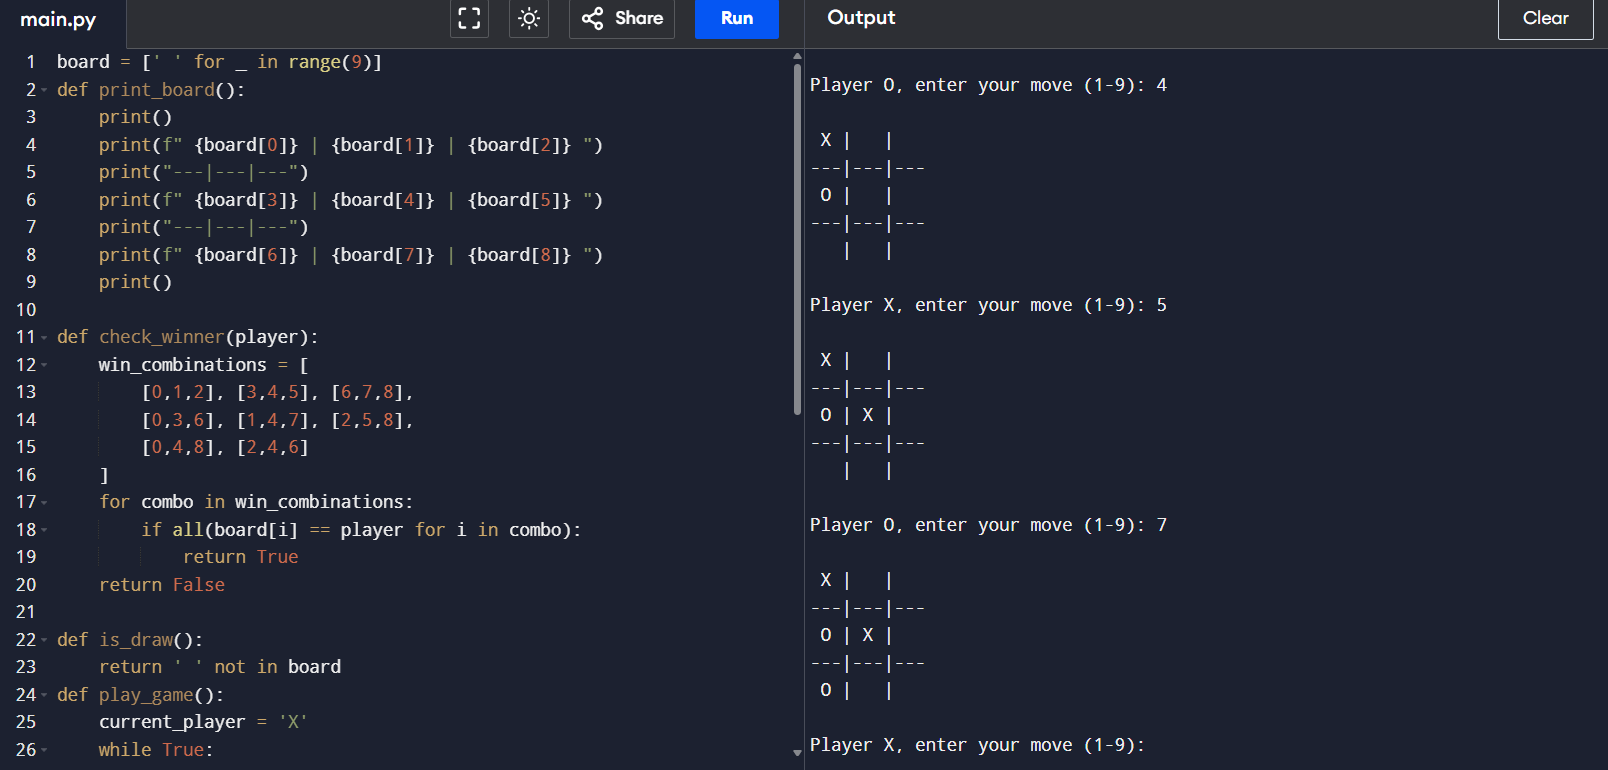 main.py
Share
Run
Output
Clear
1 board = [' ' for _ in range(9)]
2 def print_board():
3     print()
4     print(f" {board[0]} | {board[1]} | {board[2]} ")
5     print("---|---|---")
6     print(f" {board[3]} | {board[4]} | {board[5]} ")
7     print("---|---|---")
8     print(f" {board[6]} | {board[7]} | {board[8]} ")
9     print()
10
11 def check_winner(player):
12     win_combinations = [
13         [0,1,2], [3,4,5], [6,7,8],
14         [0,3,6], [1,4,7], [2,5,8],
15         [0,4,8], [2,4,6]
16     ]
17     for combo in win_combinations:
18         if all(board[i] == player for i in combo):
19             return True
20     return False
21
22 def is_draw():
23     return ' ' not in board
24 def play_game():
25     current_player = 'X'
26     while True:
Player O, enter your move (1-9): 4
 X |   |
---|---|---
 O |   |
---|---|---
   |   |
Player X, enter your move (1-9): 5
 X |   |
---|---|---
 O | X |
---|---|---
   |   |
Player O, enter your move (1-9): 7
 X |   |
---|---|---
 O | X |
---|---|---
 O |   |
Player X, enter your move (1-9):